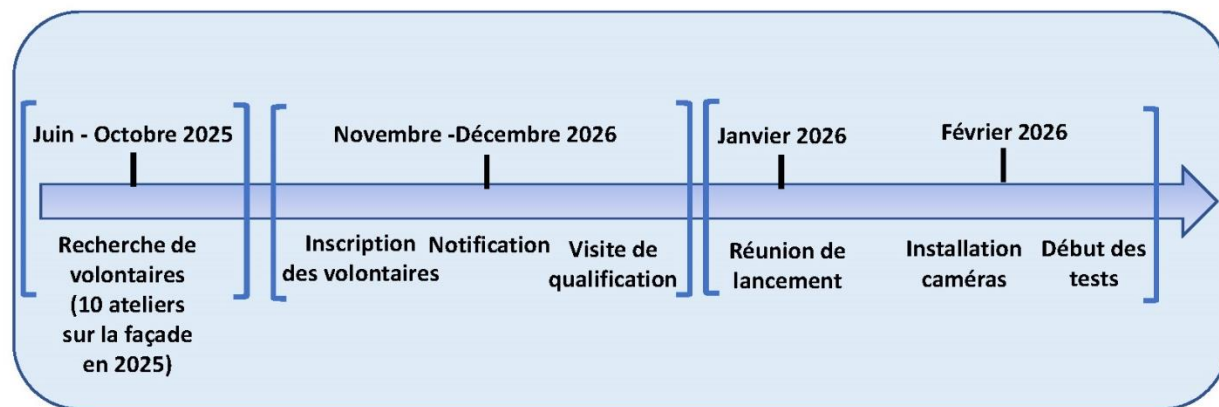 Juin - Octobre 2025
Novembre -Décembre 2026
Janvier 2026
Février 2026
Recherche de
volontaires
(10 ateliers
sur la façade
en 2025)
Inscription
des volontaires
Notification
Visite de
qualification
Réunion de
lancement
Installation
caméras
Début des
tests